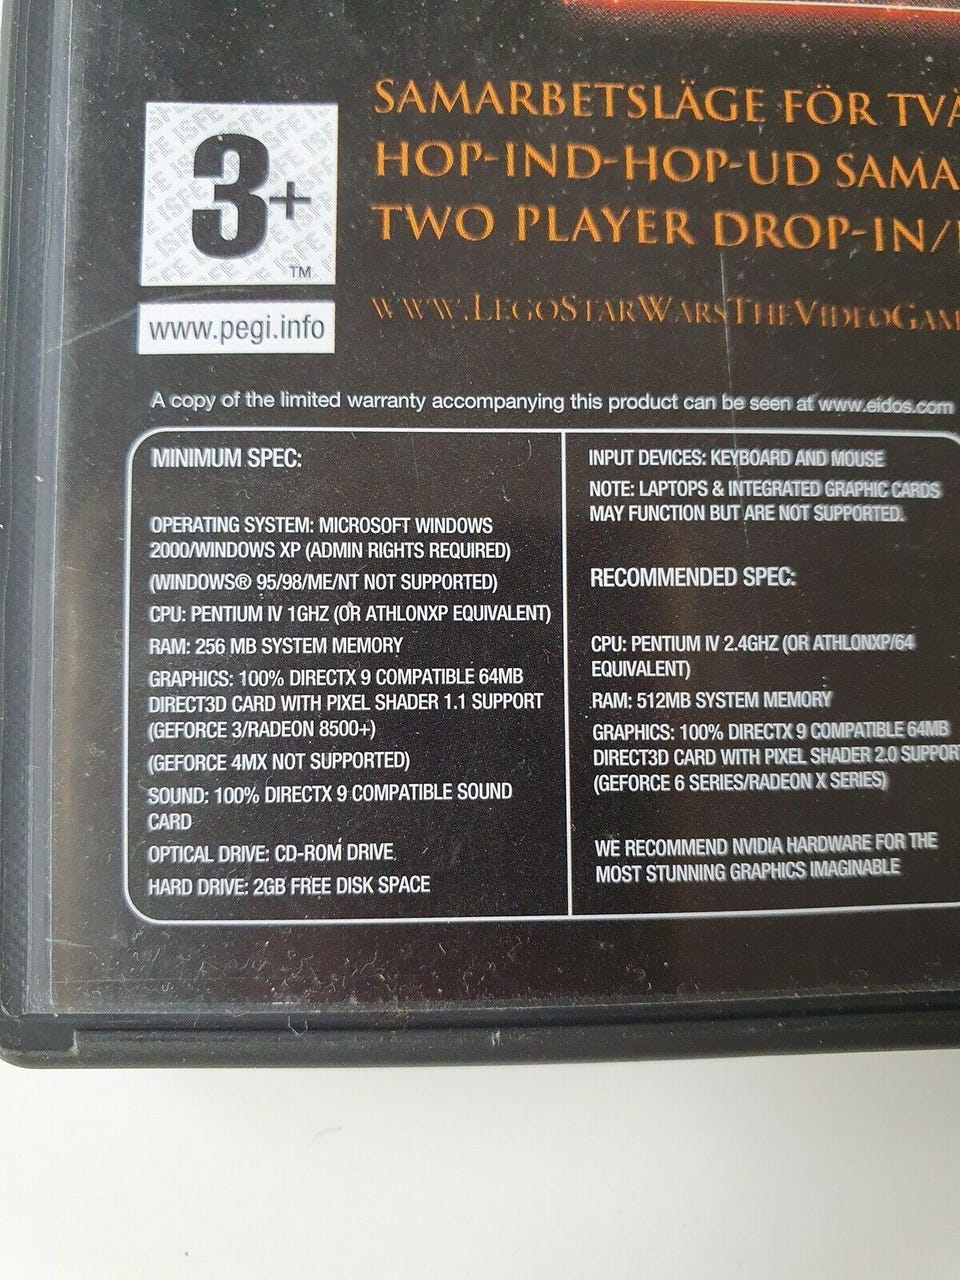 SAMARBETSLÄGE FÖR TVÅ
HOP-IND-HOP-UD SAMA
TWO PLAYER DROP-IN/
WWW.LEGOSTARWARSTHEVIDEOGAM
3+
™
ISFE
www.pegi.info
A copy of the limited warranty accompanying this product can be seen at www.eidos.com
MINIMUM SPEC:
OPERATING SYSTEM: MICROSOFT WINDOWS
2000/WINDOWS XP (ADMIN RIGHTS REQUIRED)
(WINDOWS® 95/98/ME/NT NOT SUPPORTED)
CPU: PENTIUM IV 1GHZ (OR ATHLONXP EQUIVALENT)
RAM: 256 MB SYSTEM MEMORY
GRAPHICS: 100% DIRECTX 9 COMPATIBLE 64MB
DIRECT3D CARD WITH PIXEL SHADER 1.1 SUPPORT
(GEFORCE 3/RADEON 8500+)
(GEFORCE 4MX NOT SUPPORTED)
SOUND: 100% DIRECTX 9 COMPATIBLE SOUND
CARD
OPTICAL DRIVE: CD-ROM DRIVE
HARD DRIVE: 2GB FREE DISK SPACE
INPUT DEVICES: KEYBOARD AND MOUSE
NOTE: LAPTOPS & INTEGRATED GRAPHIC CARDS
MAY FUNCTION BUT ARE NOT SUPPORTED.
RECOMMENDED SPEC:
CPU: PENTIUM IV 2.4GHZ (OR ATHLONXP/64
EQUIVALENT)
RAM: 512MB SYSTEM MEMORY
GRAPHICS: 100% DIRECTX 9 COMPATIBLE 64MB
DIRECT3D CARD WITH PIXEL SHADER 2.0 SUPPORT
(GEFORCE 6 SERIES/RADEON X SERIES)
WE RECOMMEND NVIDIA HARDWARE FOR THE
MOST STUNNING GRAPHICS IMAGINABLE